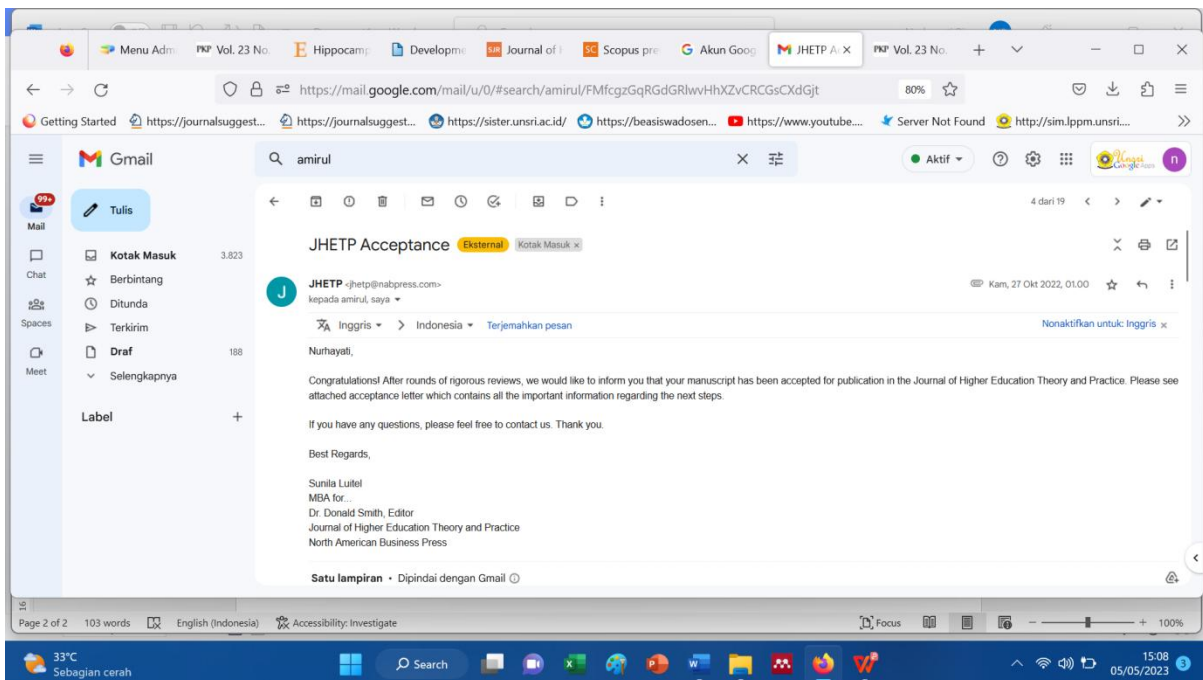 Menu Adm
PKP Vol. 23 No.
Hippocamp
Developme
SJR Journal of
SC Scopus pre
Akun Goog
JHETP A
PKP Vol. 23 No.
https://mail.google.com/mail/u/0/#search/amirul/FMfcgzGqRGdGRlwvHhXZvCRCGsCXdGjt
80%
Getting Started
https://journalsuggest...
https://journalsuggest...
https://sister.unsri.ac.id/
https://beasiswadosen...
https://www.youtube....
Server Not Found
http://sim.lppm.unsri....
Gmail
amirul
Aktif
n
99+
Mail
Chat
Spaces
Meet
Tulis
Kotak Masuk 3.823
Berbintang
Ditunda
Terkirim
Draf 188
Selengkapnya
Label
4 dari 19
JHETP Acceptance Eksternal Kotak Masuk x
J
JHETP <jhetp@nabpress.com>
Kam, 27 Okt 2022, 01.00
kepada amirul, saya
Inggris > Indonesia Terjemahkan pesan
Nonaktifkan untuk: Inggris x
Nurhayati,
Congratulations! After rounds of rigorous reviews, we would like to inform you that your manuscript has been accepted for publication in the Journal of Higher Education Theory and Practice. Please see
attached acceptance letter which contains all the important information regarding the next steps.
If you have any questions, please feel free to contact us. Thank you.
Best Regards,
Sunila Luitel
MBA for...
Dr. Donald Smith, Editor
Journal of Higher Education Theory and Practice
North American Business Press
Satu lampiran • Dipindai dengan Gmail
16
Page 2 of 2 103 words English (Indonesia) Accessibility: Investigate
Focus
100%
33°C
Sebagian cerah
Search
15:08
05/05/2023
3